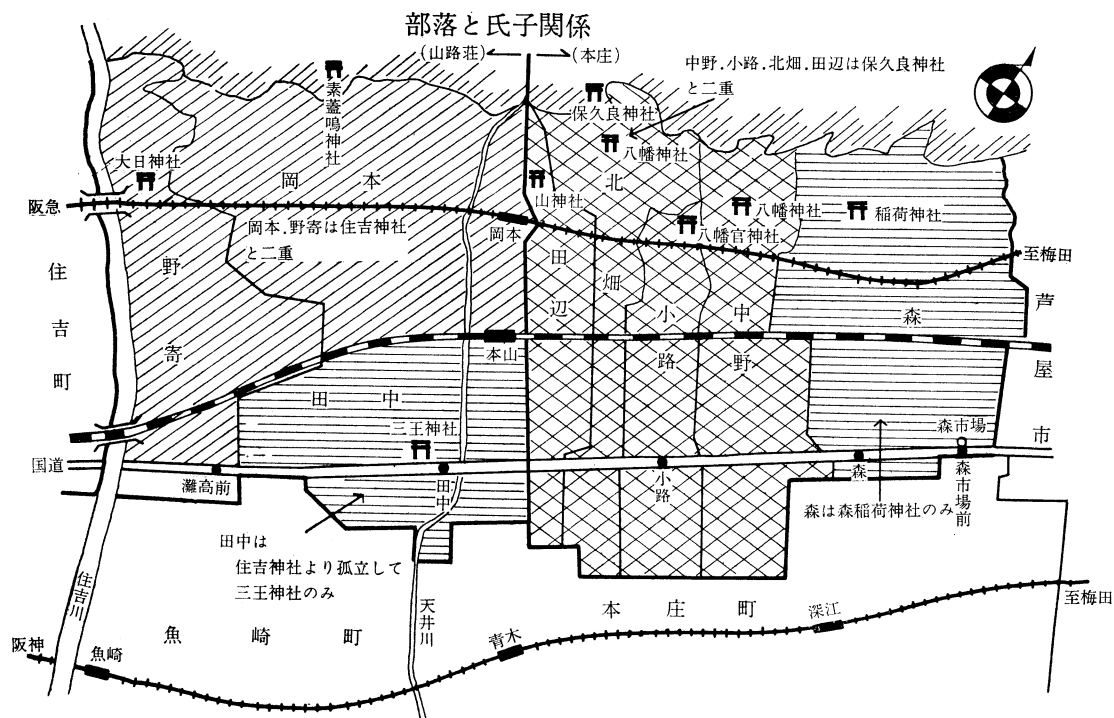 部落と氏子関係
(山路荘)
(本庄)
中野.小路.北畑.田辺は保久良神社
と二重
素盞嗚神社
保久良神社
八幡神社
大日神社
岡本
北
山神社
八幡神社
稲荷神社
八幡宮神社
阪急
岡本.野寄は住吉神社
と二重
岡本
至梅田
住吉町
野寄
田辺
畑
小路
中野
森
芦屋市
本山
田中
三王神社
森市場
国道
灘高前
田中
小路
森
森市場前
森は森稲荷神社のみ
田中は
住吉神社より孤立して
三王神社のみ
住吉川
天井川
本庄町
深江
至梅田
魚崎町
青木
阪神
魚崎